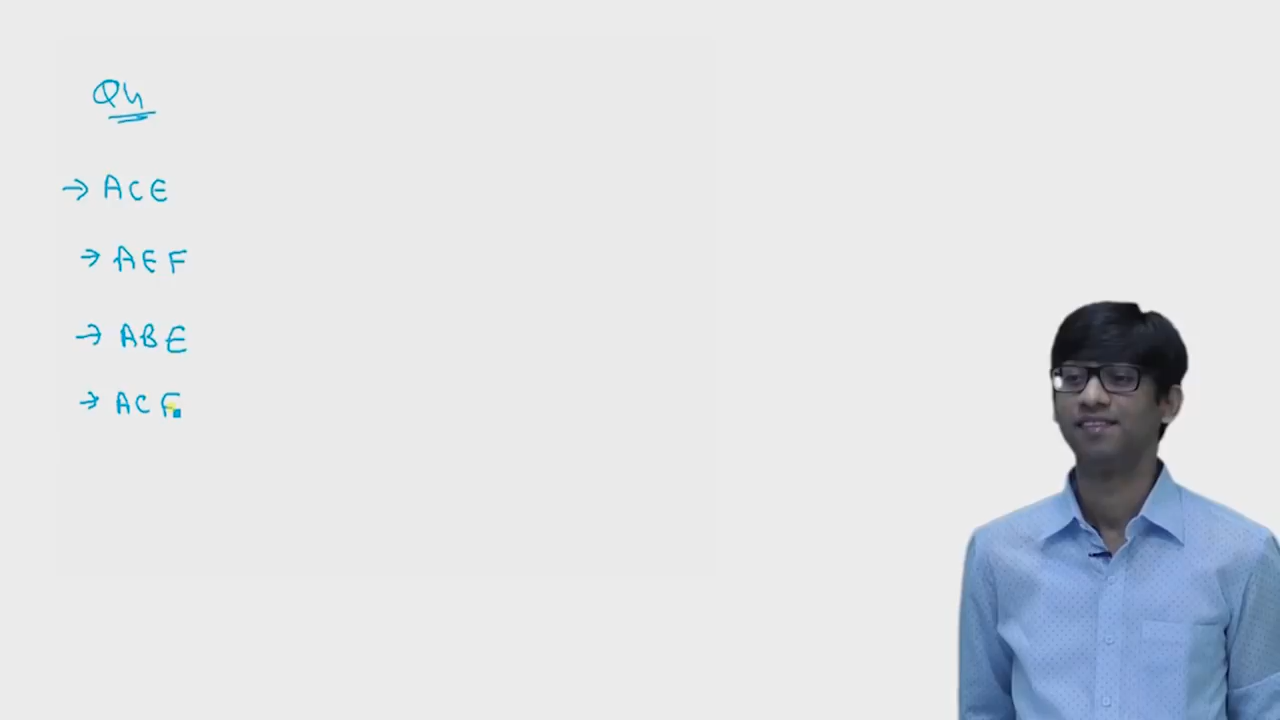 Q4
→ ACE
→ AEF
→ ABE
→ ACF